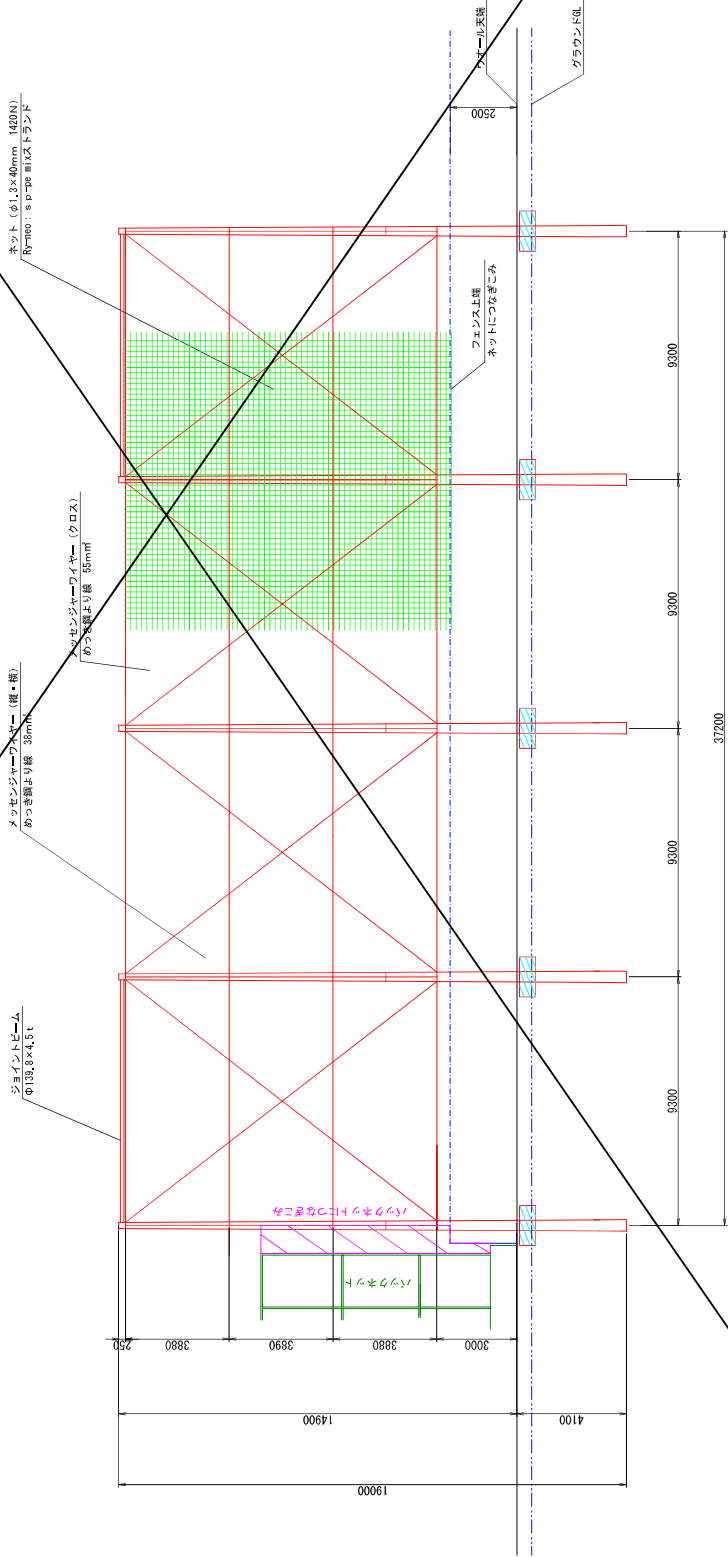 ネット（φ1.3×40mm 1420N）
Ry-neo：sp-pe mixストランド
ウオール天端
グラウンドGL
2500
フェンス上端
ネットにつなぎこみ
メッセンジャーワイヤー（クロス）
めっき鋼より線 55mm²
メッセンジャーワイヤー（縦・横）
めっき鋼より線 38mm²
ジョイントビーム
Φ139.8×4.5t
バックネットにつなぎこみ
バックネット
250
3880
3890
3880
3000
14900
4100
19000
9300
9300
9300
9300
37200